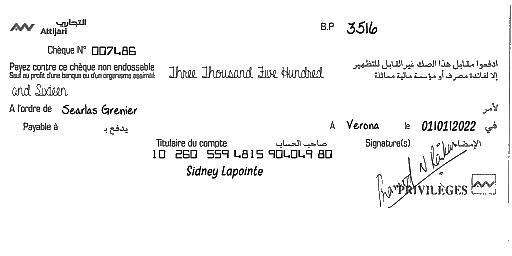 التجاري
Attijari
B.P 3516
Chèque N° 007486
Payez contre ce chèque non endossable
Sauf au profit d'une banque ou d'un organisme assimilé
Three Thousand Five Hundred
ادفعوا مقابل هذا الصك غير القابل للتظهير
إلا لفائدة مصرف أو مؤسسة مالية مماثلة
and Sixteen
A l'ordre de Searlas Grenier
لأمر
Payable à يدفع بـ
A Verona le 01/01/2022 في
Titulaire du compte صاحب الحساب
Signature(s) الإمضاء
10 260 559 4815 904049 80
Sidney Lapointe
PRIVILÈGES